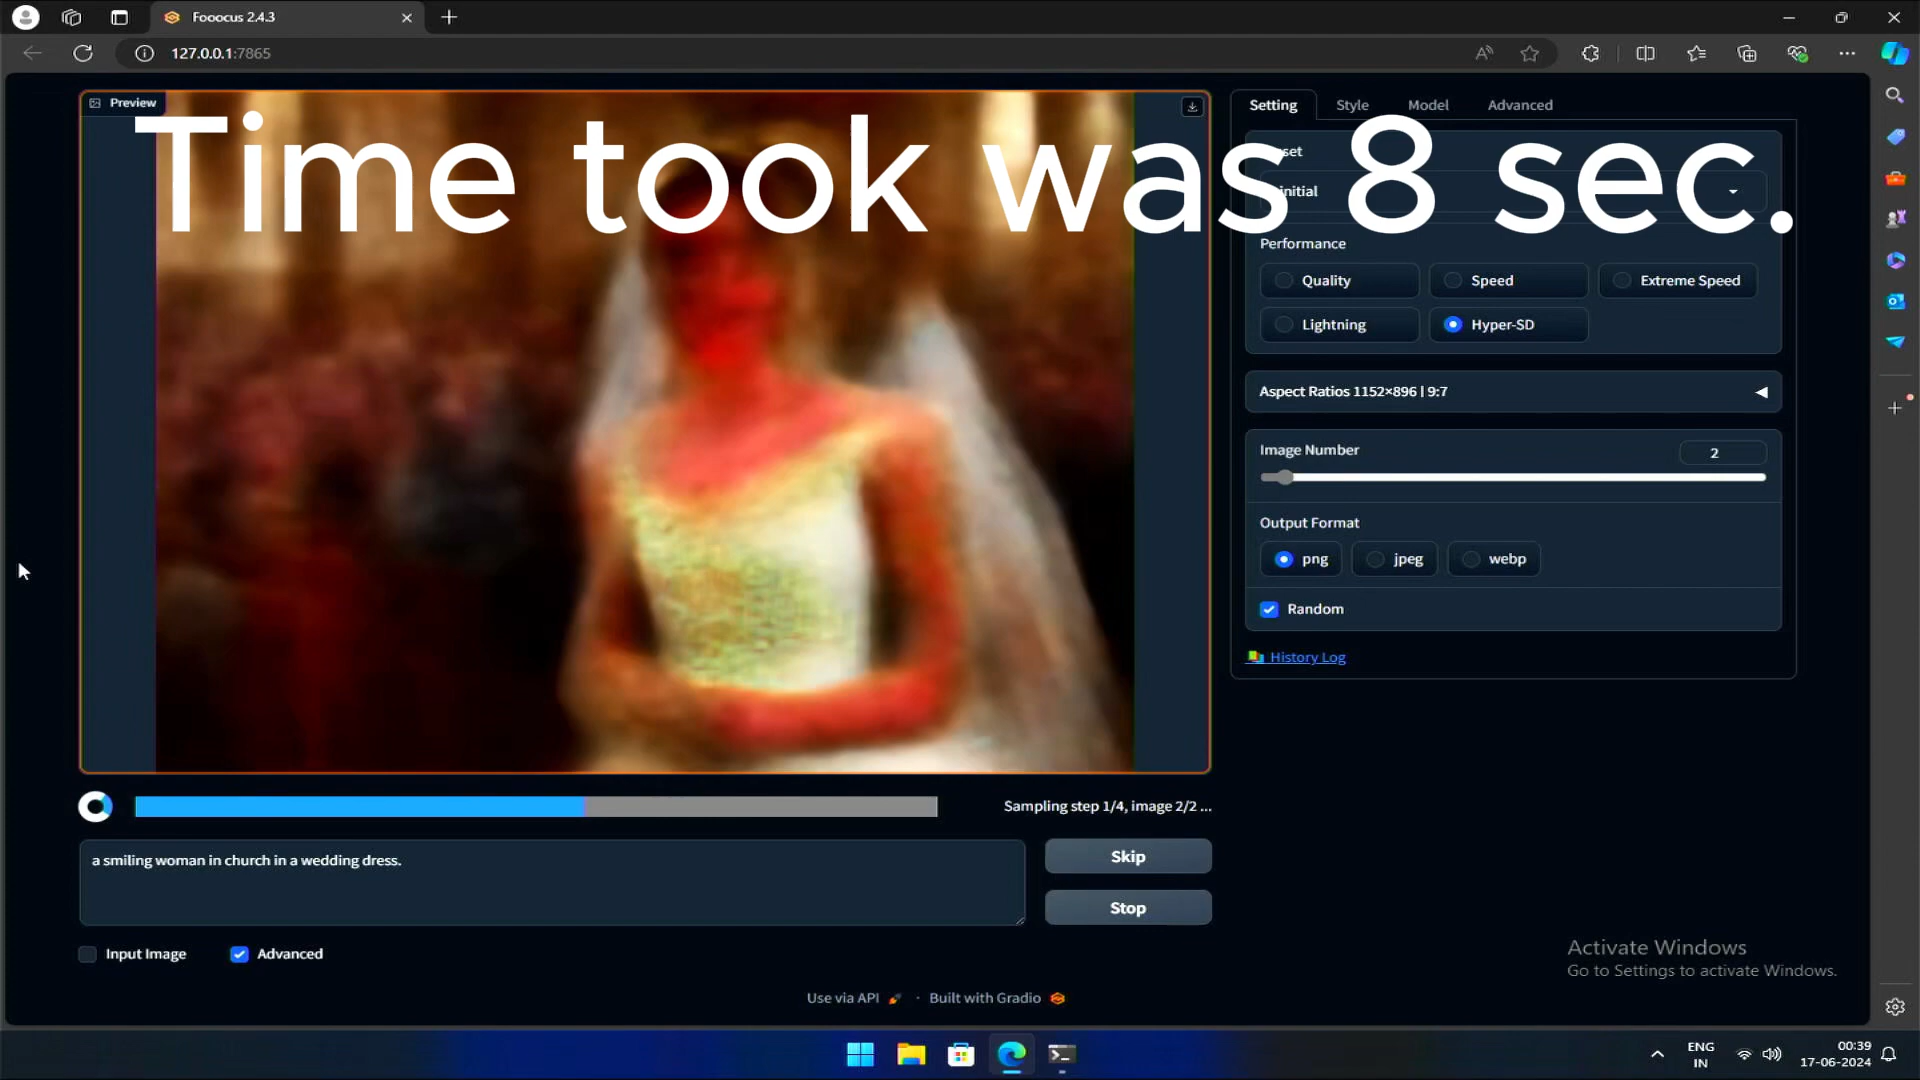 Fooocus 2.4.3
127.0.0.1:7865
Preview
Time took was 8 sec.
Setting Style Model Advanced
initial
Performance
Quality Speed Extreme Speed
Lightning Hyper-SD
Aspect Ratios 1152×896 | 9:7
Image Number 2
Output Format
png jpeg webp
Random
History Log
Sampling step 1/4, image 2/2 ...
a smiling woman in church in a wedding dress.
Skip
Stop
Input Image Advanced
Activate Windows
Go to Settings to activate Windows.
Use via API · Built with Gradio
ENG
IN
00:39
17-06-2024